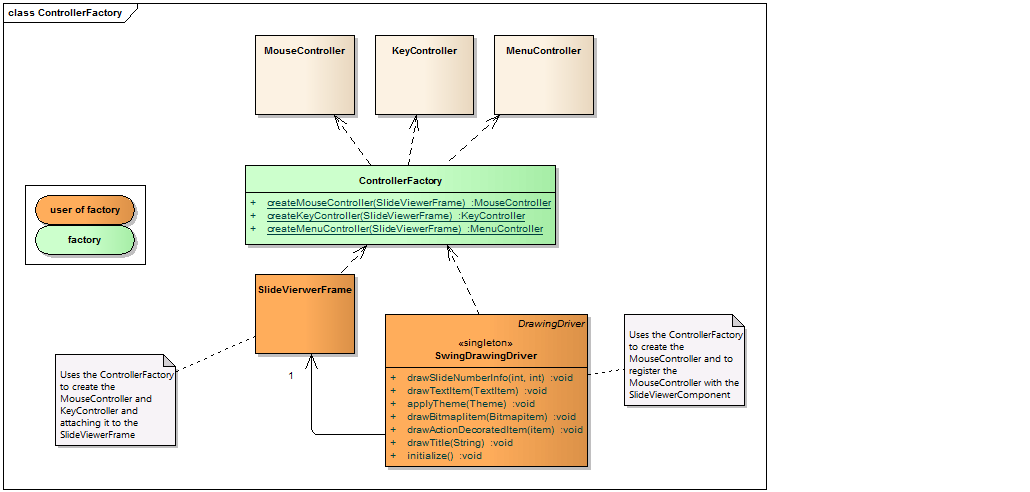 class ControllerFactory
MouseController
KeyController
MenuController
ControllerFactory
+ createMouseController(SlideViewerFrame) :MouseController
+ createKeyController(SlideViewerFrame) :KeyController
+ createMenuController(SlideViewerFrame) :MenuController
user of factory
factory
SlideVierwerFrame
DrawingDriver
«singleton»
SwingDrawingDriver
+ drawSlideNumberInfo(int, int) :void
+ drawTextItem(TextItem) :void
+ applyTheme(Theme) :void
+ drawBitmapIitem(Bitmapitem) :void
+ drawActionDecoratedItem(item) :void
+ drawTitle(String) :void
+ initialize() :void
Uses the ControllerFactory
to create the
MouseController and to
register the
MouseController with the
SlideViewerComponent
1
Uses the ControllerFactory
to create the
MouseController and
KeyController and
attaching it to the
SlideViewerFrame